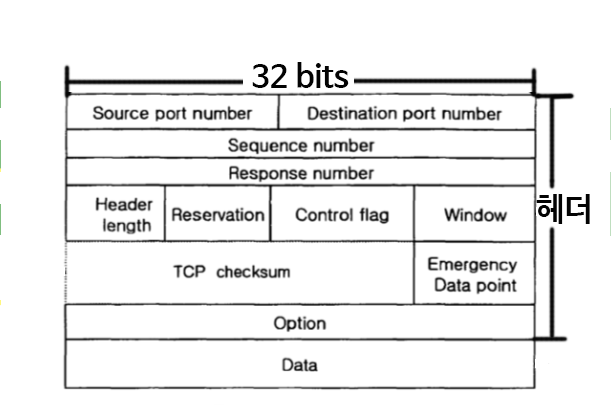 32 bits
Source port number Destination port number
Sequence number
Response number
Header length Reservation Control flag Window
헤더
TCP checksum Emergency Data point
Option
Data